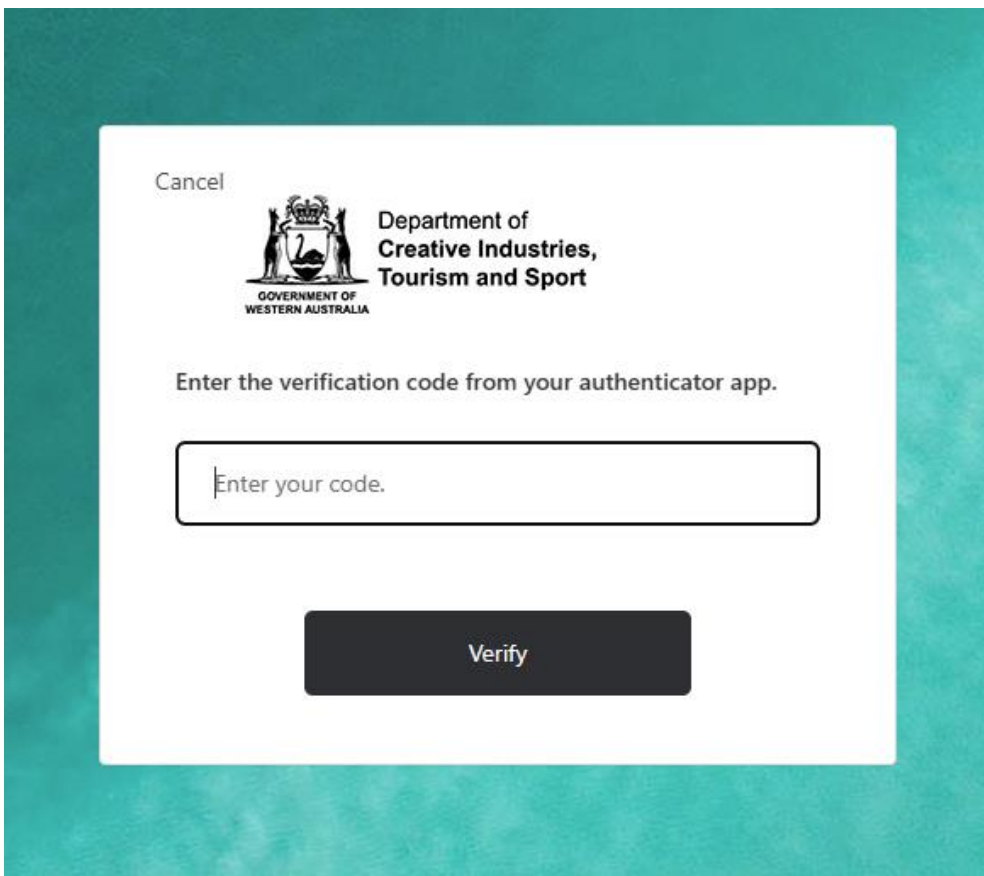 Cancel
Department of
Creative Industries,
Tourism and Sport
GOVERNMENT OF
WESTERN AUSTRALIA
Enter the verification code from your authenticator app.
Enter your code.
Verify